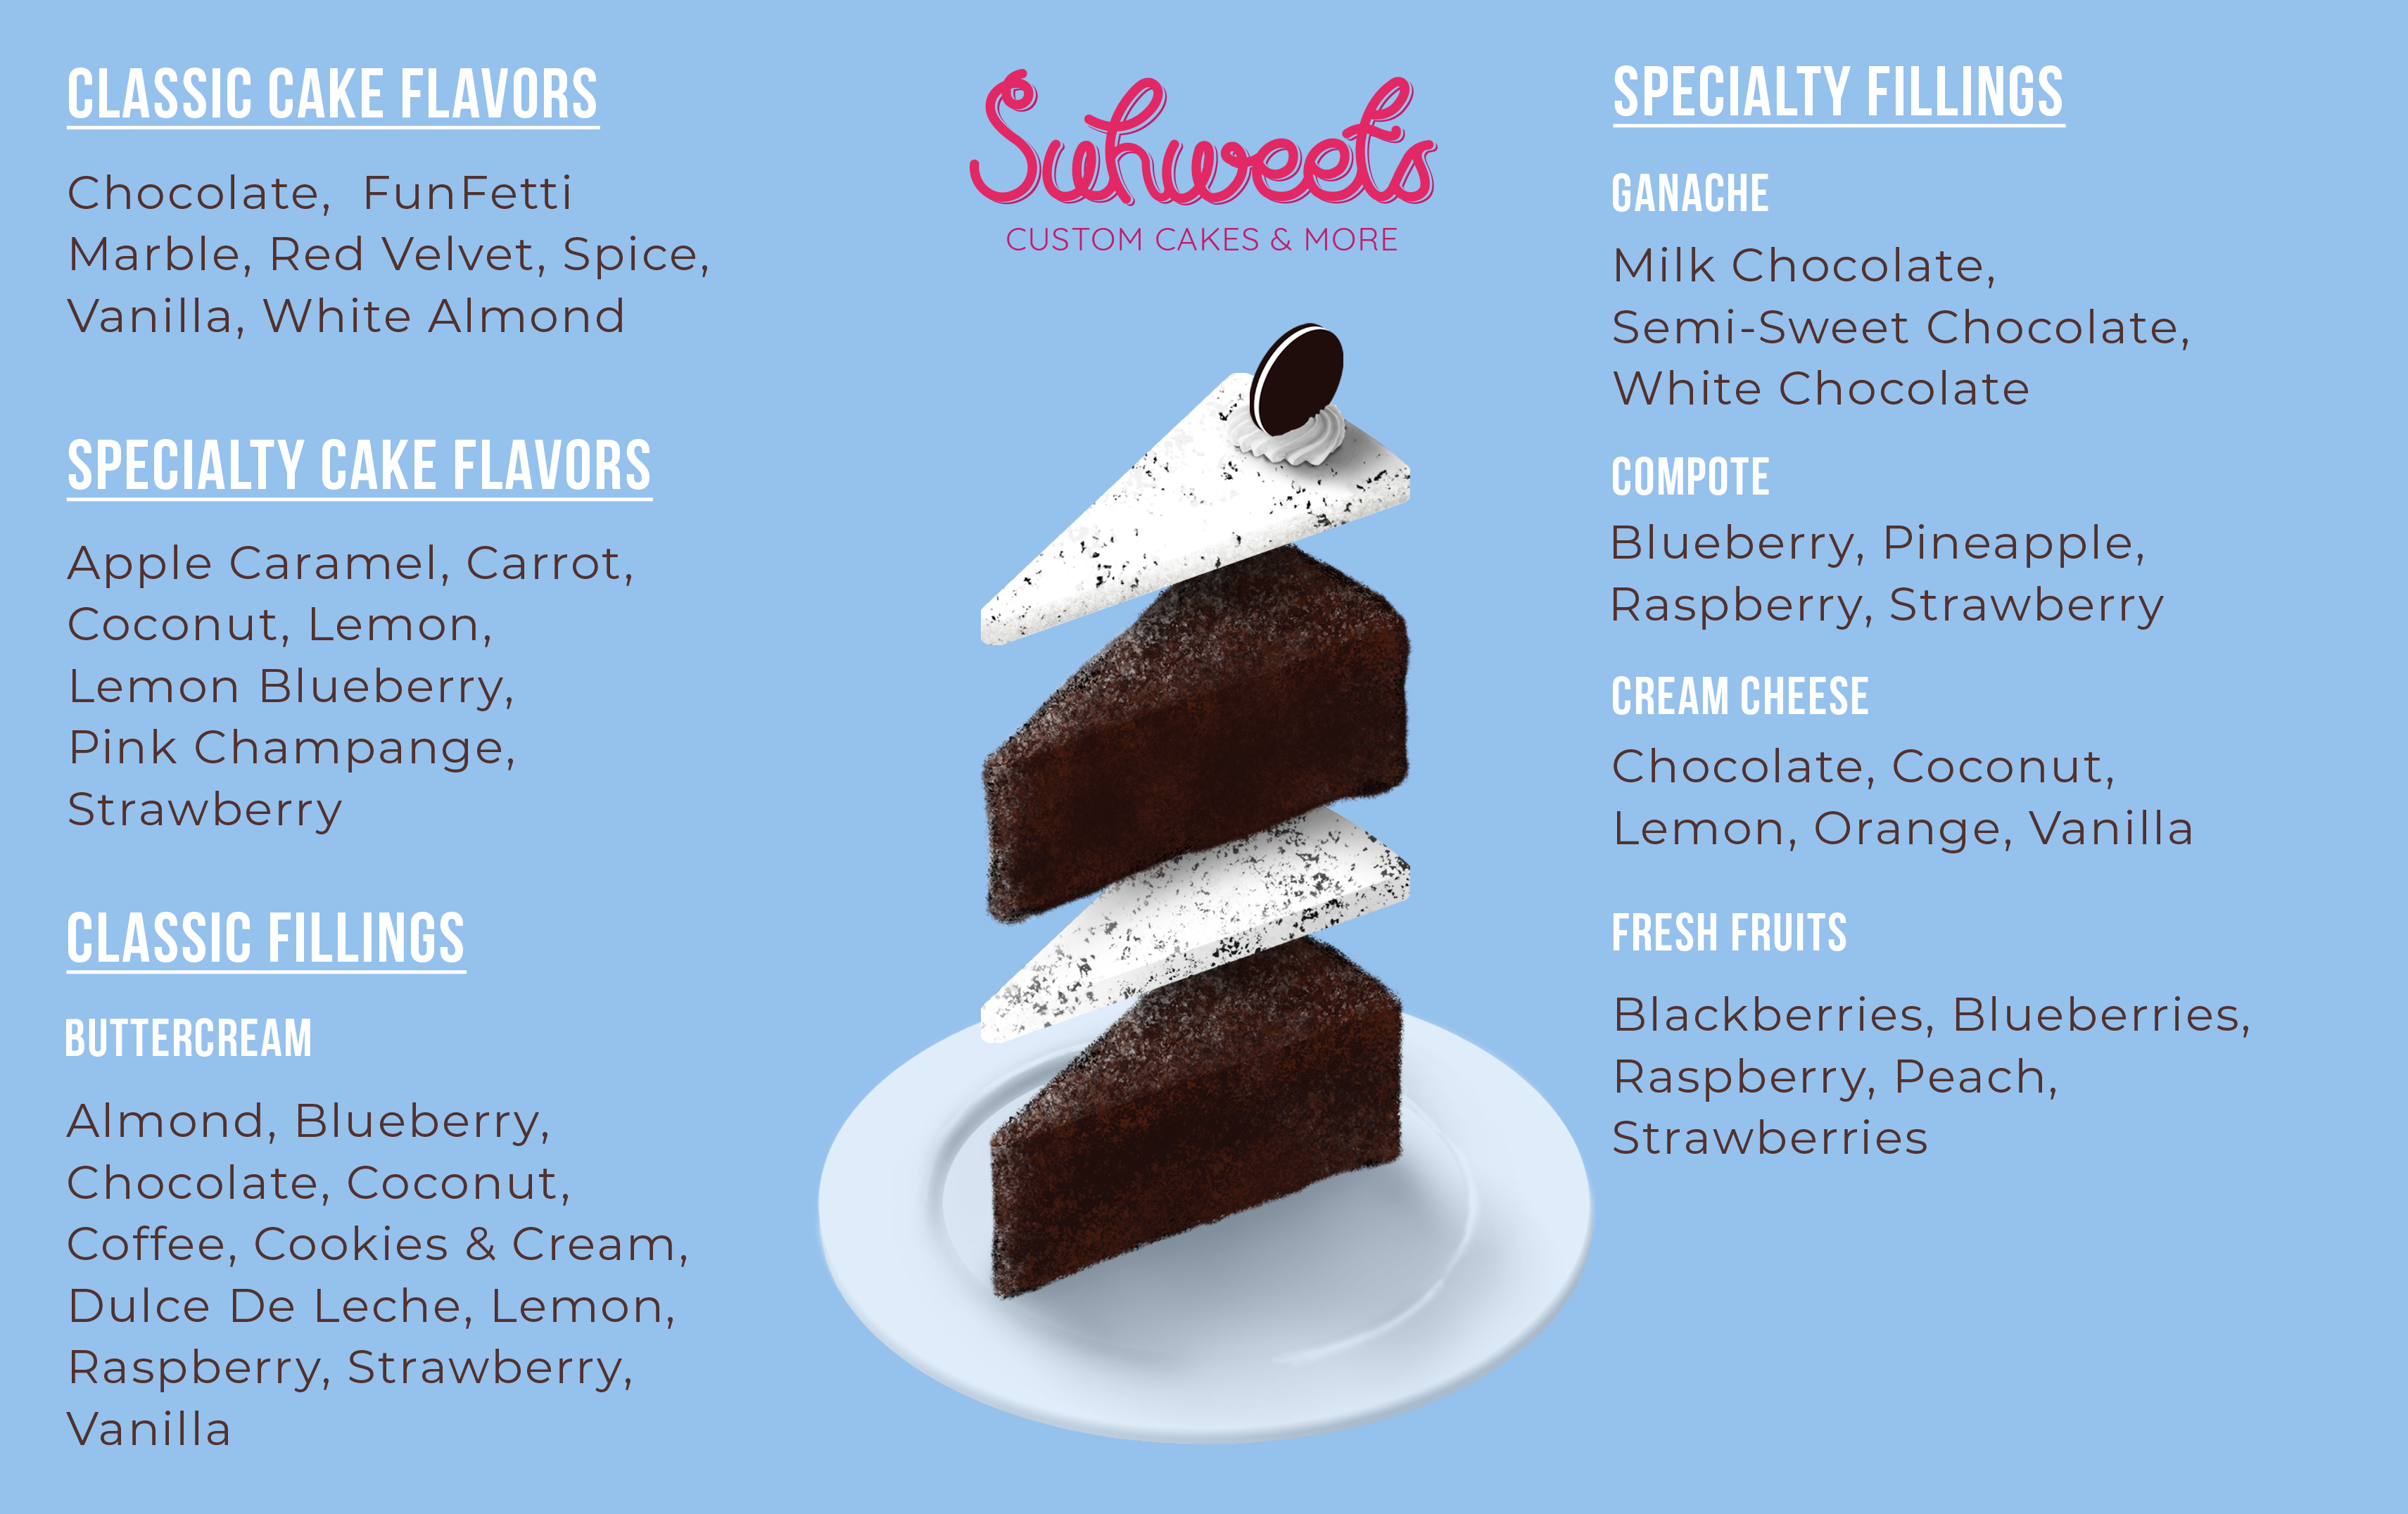 CLASSIC CAKE FLAVORS
Chocolate, FunFetti
Marble, Red Velvet, Spice,
Vanilla, White Almond
SPECIALTY CAKE FLAVORS
Apple Caramel, Carrot,
Coconut, Lemon,
Lemon Blueberry,
Pink Champange,
Strawberry
CLASSIC FILLINGS
BUTTERCREAM
Almond, Blueberry,
Chocolate, Coconut,
Coffee, Cookies & Cream,
Dulce De Leche, Lemon,
Raspberry, Strawberry,
Vanilla
Suhweets
CUSTOM CAKES & MORE
SPECIALTY FILLINGS
GANACHE
Milk Chocolate,
Semi-Sweet Chocolate,
White Chocolate
COMPOTE
Blueberry, Pineapple,
Raspberry, Strawberry
CREAM CHEESE
Chocolate, Coconut,
Lemon, Orange, Vanilla
FRESH FRUITS
Blackberries, Blueberries,
Raspberry, Peach,
Strawberries